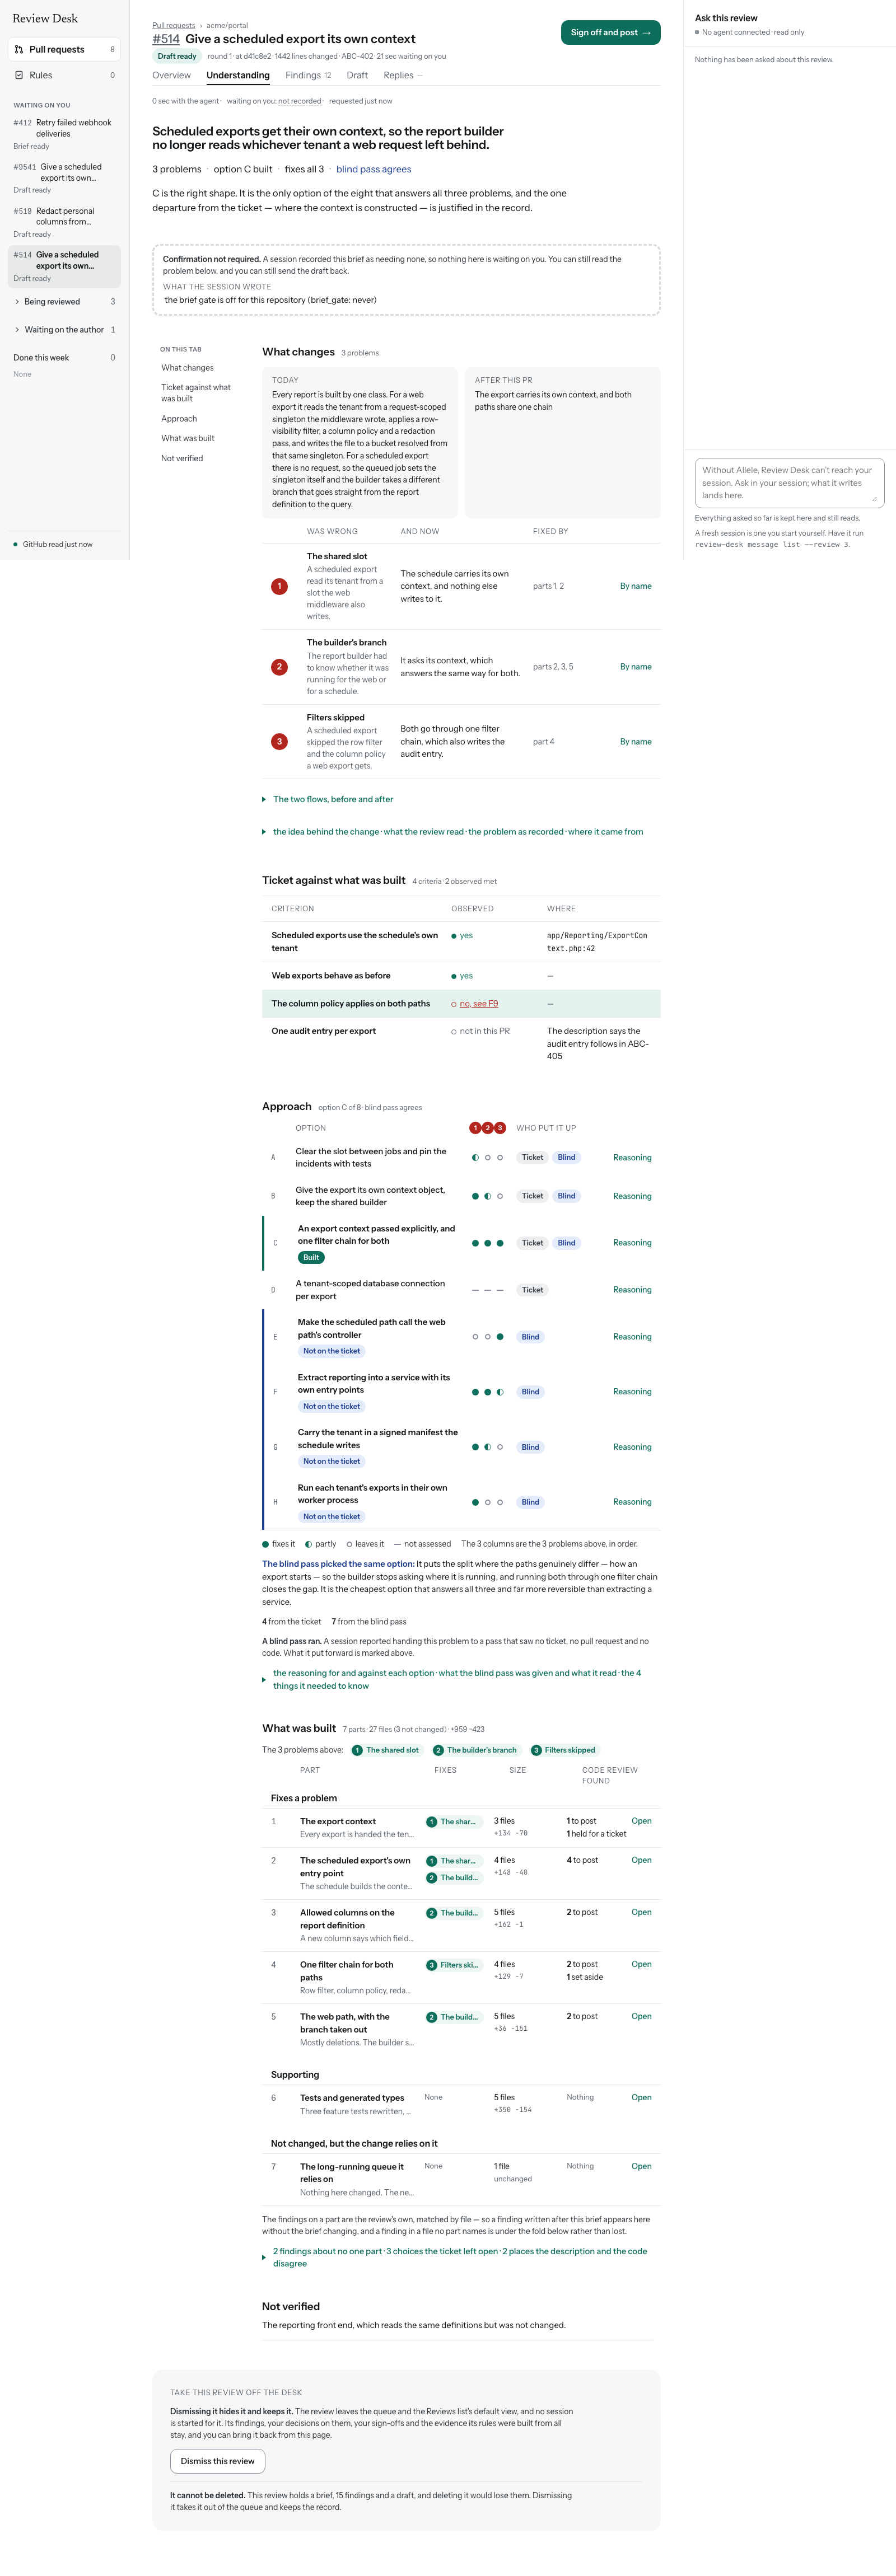 Review Desk
Pull requests 8
Rules 0
WAITING ON YOU
#412 Retry failed webhook
deliveries
Brief ready
#9541 Give a scheduled
export its own...
Draft ready
#519 Redact personal
columns from...
Draft ready
#514 Give a scheduled
export its own...
Draft ready
Being reviewed 3
Waiting on the author 1
Done this week 0
None
GitHub read just now
Pull requests › acme/portal
#514 Give a scheduled export its own context
Draft ready round 1 · at d41c8e2 · 1442 lines changed · ABC-402 · 21 sec waiting on you
Sign off and post →
Overview Understanding Findings 12 Draft Replies —
0 sec with the agent · waiting on you: not recorded · requested just now
Scheduled exports get their own context, so the report builder
no longer reads whichever tenant a web request left behind.
3 problems · option C built · fixes all 3 · blind pass agrees
C is the right shape. It is the only option of the eight that answers all three problems, and the one
departure from the ticket — where the context is constructed — is justified in the record.
Confirmation not required. A session recorded this brief as needing none, so nothing here is waiting on you. You can still read the
problem below, and you can still send the draft back.
WHAT THE SESSION WROTE
the brief gate is off for this repository (brief_gate: never)
ON THIS TAB
What changes
Ticket against what
was built
Approach
What was built
Not verified
What changes 3 problems
TODAY
Every report is built by one class. For a web
export it reads the tenant from a request-scoped
singleton the middleware wrote, applies a row-
visibility filter, a column policy and a redaction
pass, and writes the file to a bucket resolved from
that same singleton. For a scheduled export
there is no request, so the queued job sets the
singleton itself and the builder takes a different
branch that goes straight from the report
definition to the query.
AFTER THIS PR
The export carries its own context, and both
paths share one chain
WAS WRONG AND NOW FIXED BY
1
The shared slot
A scheduled export
read its tenant from a
slot the web
middleware also
writes.
The schedule carries its own
context, and nothing else
writes to it.
parts 1, 2
By name
2
The builder's branch
The report builder had
to know whether it was
running for the web or
for a schedule.
It asks its context, which
answers the same way for both.
parts 2, 3, 5
By name
3
Filters skipped
A scheduled export
skipped the row filter
and the column policy
a web export gets.
Both go through one filter
chain, which also writes the
audit entry.
part 4
By name
The two flows, before and after
the idea behind the change · what the review read · the problem as recorded · where it came from
Ticket against what was built 4 criteria · 2 observed met
CRITERION OBSERVED WHERE
Scheduled exports use the schedule's own
tenant
yes
app/Reporting/ExportCon
text.php:42
Web exports behave as before yes —
The column policy applies on both paths no, see F9 —
One audit entry per export not in this PR
The description says the
audit entry follows in ABC-
405
Approach option C of 8 · blind pass agrees
OPTION 1 2 3 WHO PUT IT UP
A
Clear the slot between jobs and pin the
incidents with tests
Ticket Blind Reasoning
B
Give the export its own context object,
keep the shared builder
Ticket Blind Reasoning
C
An export context passed explicitly, and
one filter chain for both
Built
Ticket Blind Reasoning
D
A tenant-scoped database connection
per export
— — — Ticket Reasoning
E
Make the scheduled path call the web
path's controller
Not on the ticket
Blind Reasoning
F
Extract reporting into a service with its
own entry points
Not on the ticket
Blind Reasoning
G
Carry the tenant in a signed manifest the
schedule writes
Not on the ticket
Blind Reasoning
H
Run each tenant's exports in their own
worker process
Not on the ticket
Blind Reasoning
fixes it partly leaves it — not assessed The 3 columns are the 3 problems above, in order.
The blind pass picked the same option: It puts the split where the paths genuinely differ — how an
export starts — so the builder stops asking where it is running, and running both through one filter chain
closes the gap. It is the cheapest option that answers all three and far more reversible than extracting a
service.
4 from the ticket 7 from the blind pass
A blind pass ran. A session reported handing this problem to a pass that saw no ticket, no pull request and no
code. What it put forward is marked above.
the reasoning for and against each option · what the blind pass was given and what it read · the 4
things it needed to know
What was built 7 parts · 27 files (3 not changed) · +959 −423
The 3 problems above: 1 The shared slot 2 The builder's branch 3 Filters skipped
PART FIXES SIZE CODE REVIEW
FOUND
Fixes a problem
1
The export context
Every export is handed the ten...
1 The shar...
3 files
+134 -70
1 to post
1 held for a ticket
Open
2
The scheduled export's own
entry point
The schedule builds the conte...
1 The shar...
2 The build...
4 files
+148 -40
4 to post
Open
3
Allowed columns on the
report definition
A new column says which field...
2 The build...
5 files
+162 -1
2 to post
Open
4
One filter chain for both
paths
Row filter, column policy, reda...
3 Filters ski...
4 files
+129 -7
2 to post
1 set aside
Open
5
The web path, with the
branch taken out
Mostly deletions. The builder s...
2 The build...
5 files
+36 -151
2 to post
Open
Supporting
6
Tests and generated types
Three feature tests rewritten, ...
None
5 files
+350 -154
Nothing
Open
Not changed, but the change relies on it
7
The long-running queue it
relies on
Nothing here changed. The ne...
None
1 file
unchanged
Nothing
Open
The findings on a part are the review's own, matched by file — so a finding written after this brief appears here
without the brief changing, and a finding in a file no part names is under the fold below rather than lost.
2 findings about no one part · 3 choices the ticket left open · 2 places the description and the code
disagree
Not verified
The reporting front end, which reads the same definitions but was not changed.
TAKE THIS REVIEW OFF THE DESK
Dismissing it hides it and keeps it. The review leaves the queue and the Reviews list's default view, and no session
is started for it. Its findings, your decisions on them, your sign-offs and the evidence its rules were built from all
stay, and you can bring it back from this page.
Dismiss this review
It cannot be deleted. This review holds a brief, 15 findings and a draft, and deleting it would lose them. Dismissing
it takes it out of the queue and keeps the record.
Ask this review
No agent connected · read only
Nothing has been asked about this review.
Without Allele, Review Desk can't reach your
session. Ask in your session; what it writes
lands here.
Everything asked so far is kept here and still reads.
A fresh session is one you start yourself. Have it run
review-desk message list --review 3.